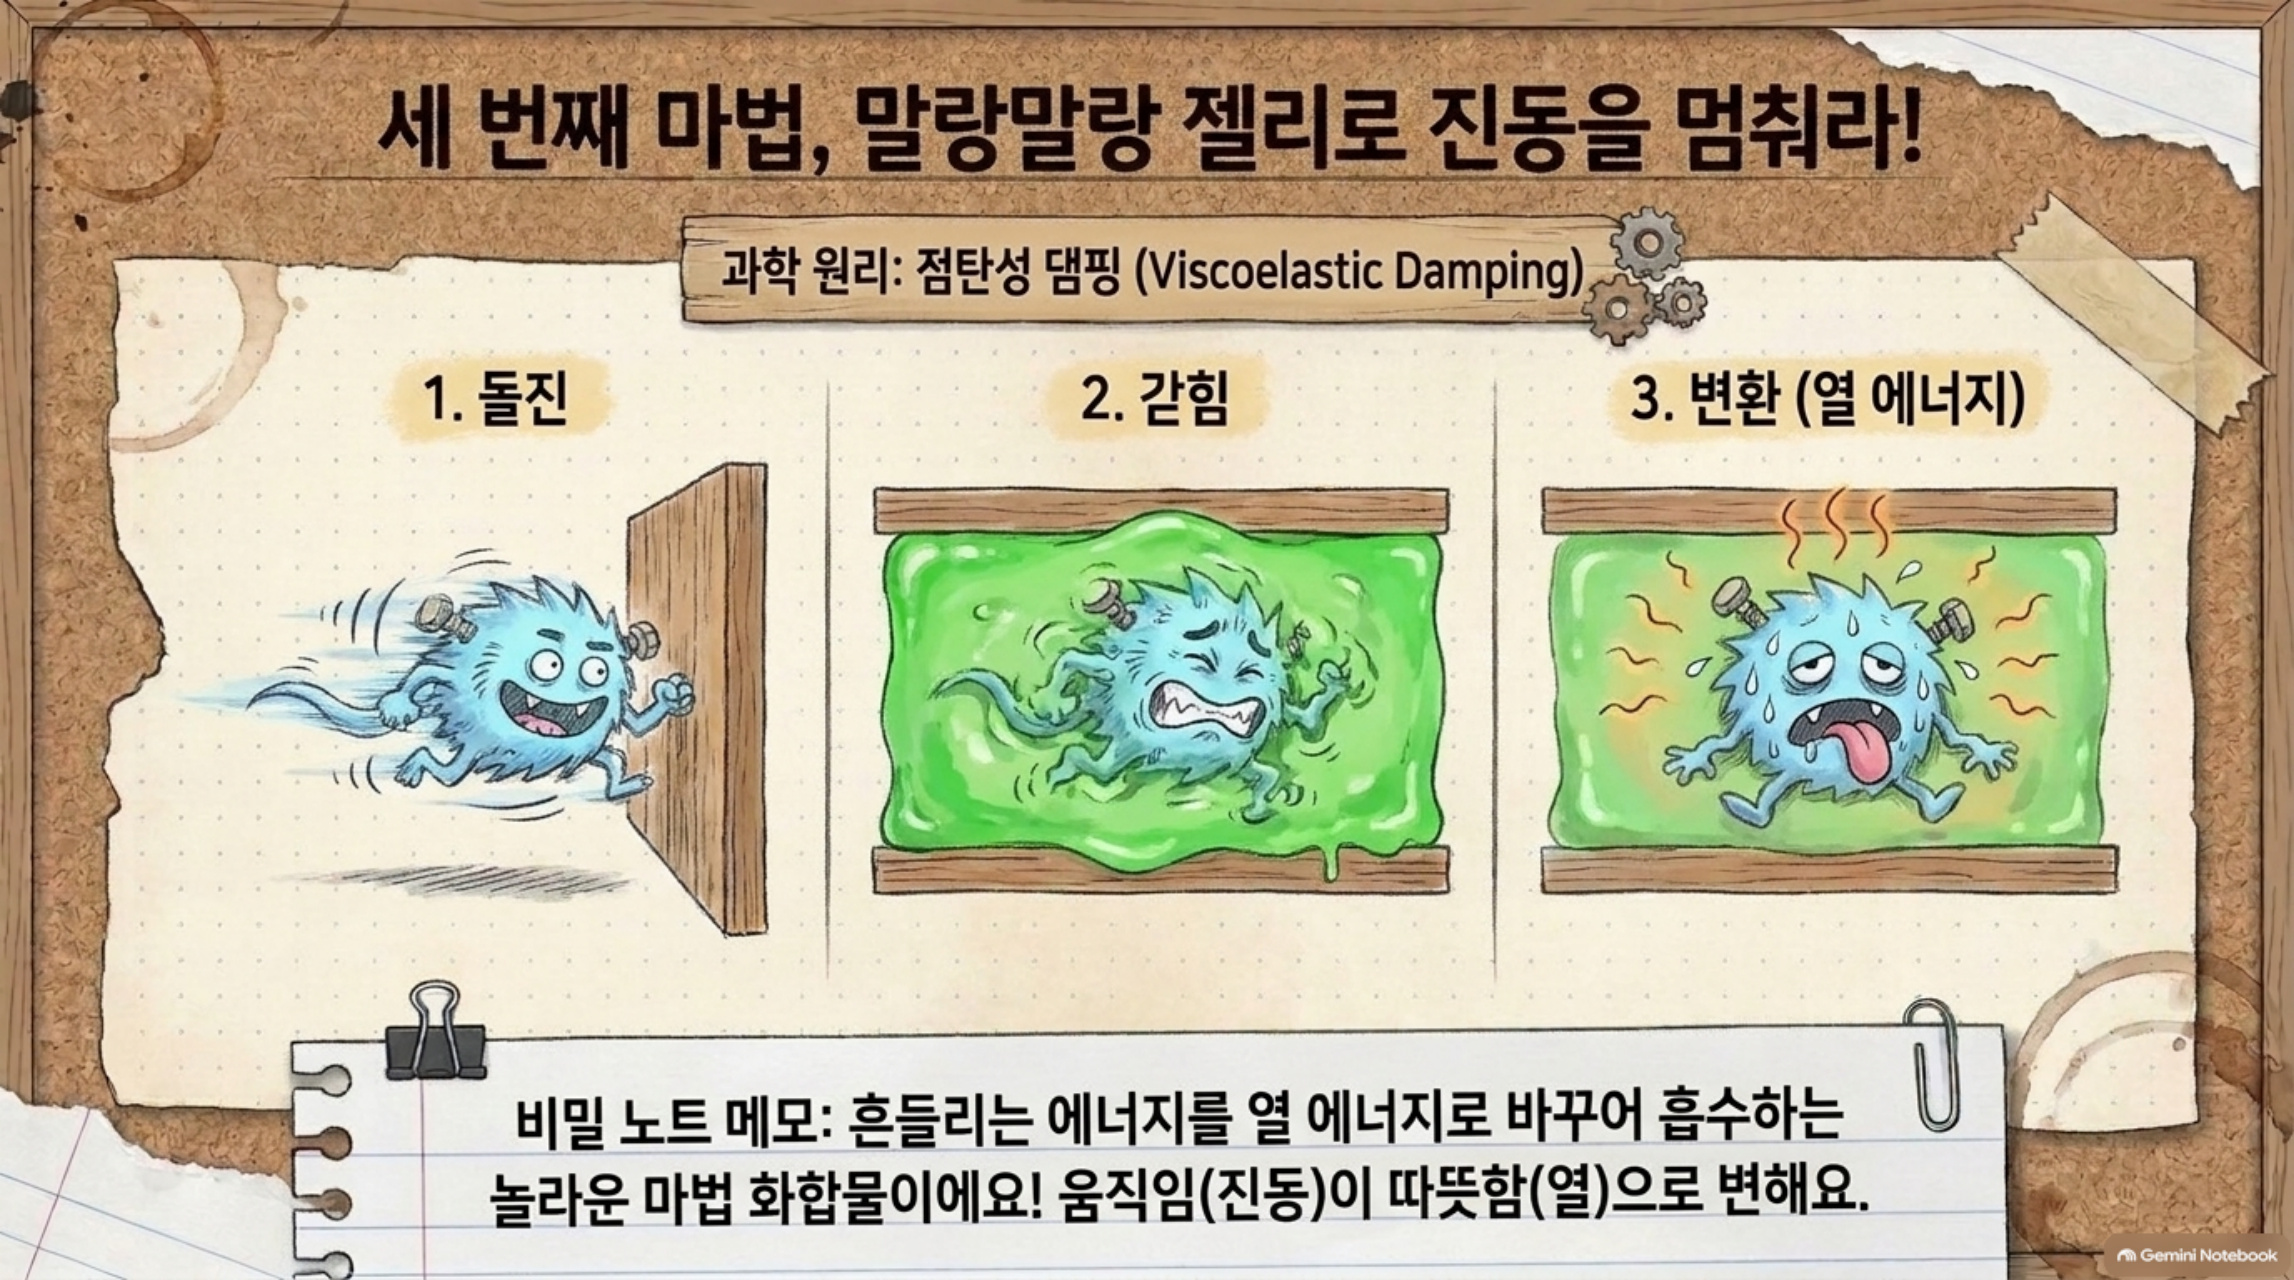 세 번째 마법, 말랑말랑 젤리로 진동을 멈춰라!
과학 원리: 점탄성 댐핑 (Viscoelastic Damping)
1. 돌진
2. 갇힘
3. 변환 (열 에너지)
비밀 노트 메모: 흔들리는 에너지를 열 에너지로 바꾸어 흡수하는
놀라운 마법 화합물이에요! 움직임(진동)이 따뜻함(열)으로 변해요.
Gemini Notebook